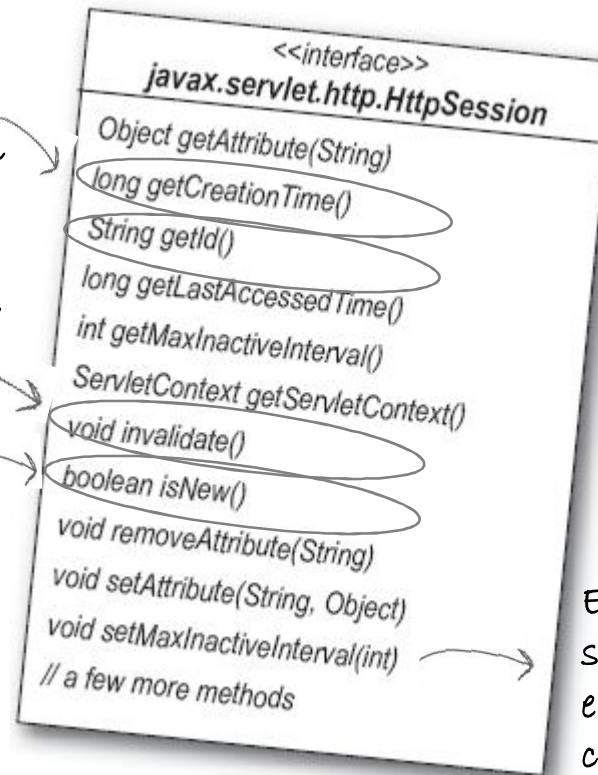 <<interface>>
javax.servlet.http.HttpSession
Object getAttribute(String)
long getCreationTime()
String getId()
long getLastAccessedTime()
int getMaxInactiveInterval()
ServletContext getServletContext()
void invalidate()
boolean isNew()
void removeAttribute(String)
void setAttribute(String, Object)
void setMaxInactiveInterval(int)
// a few more methods